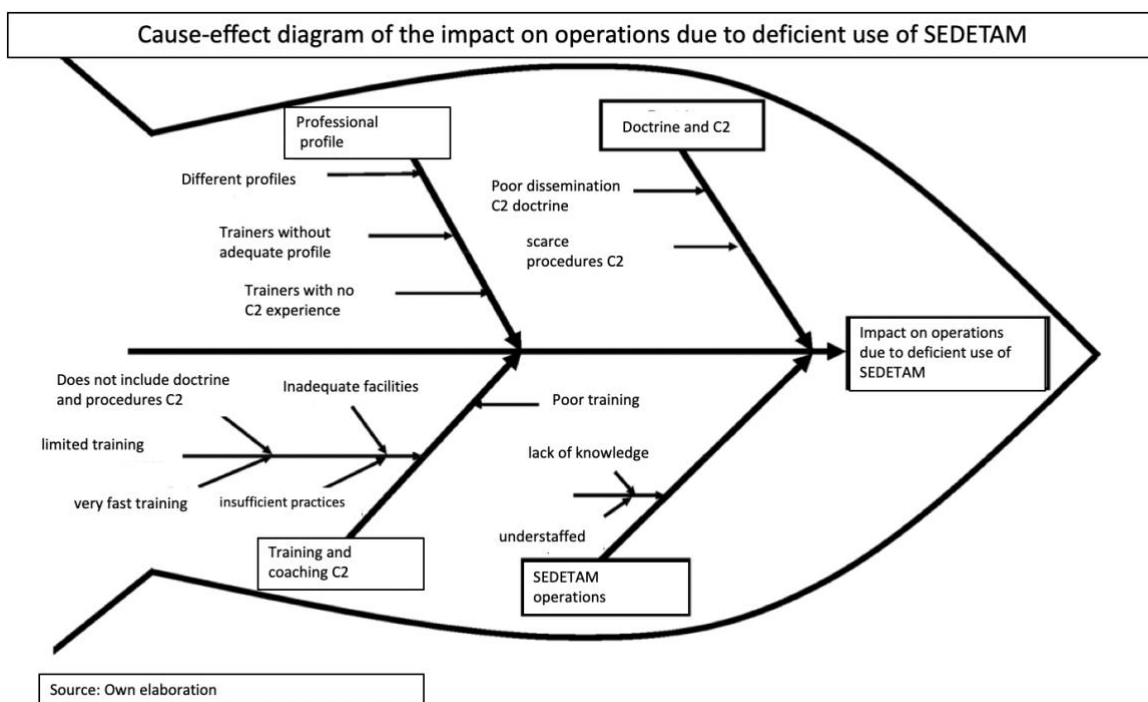 Cause-effect diagram of the impact on operations due to deficient use of SEDETAM
Professional
profile
Doctrine and C2
Different profiles
Poor dissemination
C2 doctrine
Trainers without
adequate profile
scarce
procedures C2
Trainers with no
C2 experience
Impact on operations
due to deficient use of
SEDETAM
Does not include doctrine
and procedures C2
Inadequate facilities
Poor training
limited training
lack of knowledge
very fast training
insufficient practices
understaffed
Training and
coaching C2
SEDETAM
operations
Source: Own elaboration